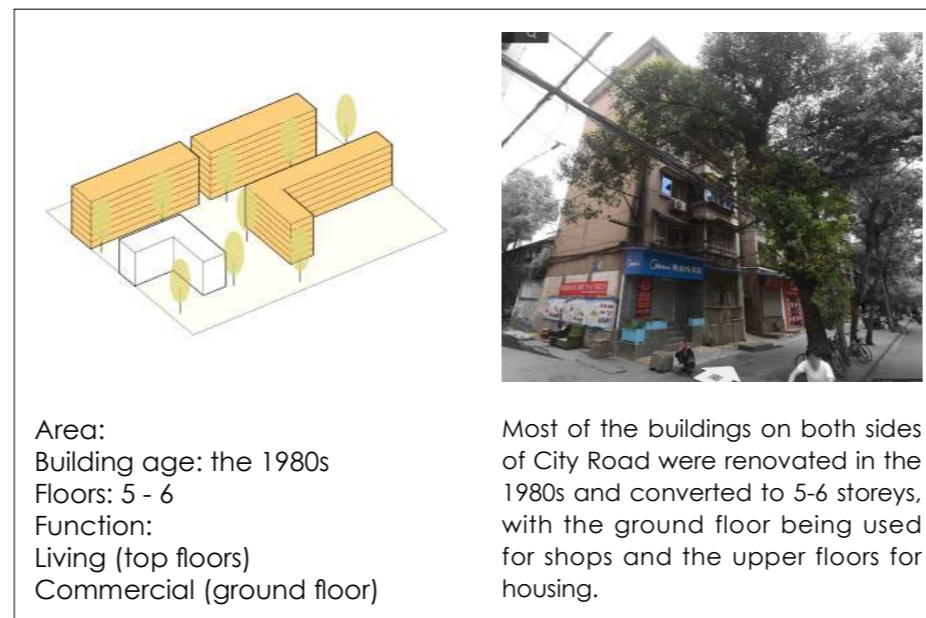 Midea
Area:
Building age: the 1980s
Floors: 5 - 6
Function:
Living (top floors)
Commercial (ground floor)
Most of the buildings on both sides
of City Road were renovated in the
1980s and converted to 5-6 storeys,
with the ground floor being used
for shops and the upper floors for
housing.